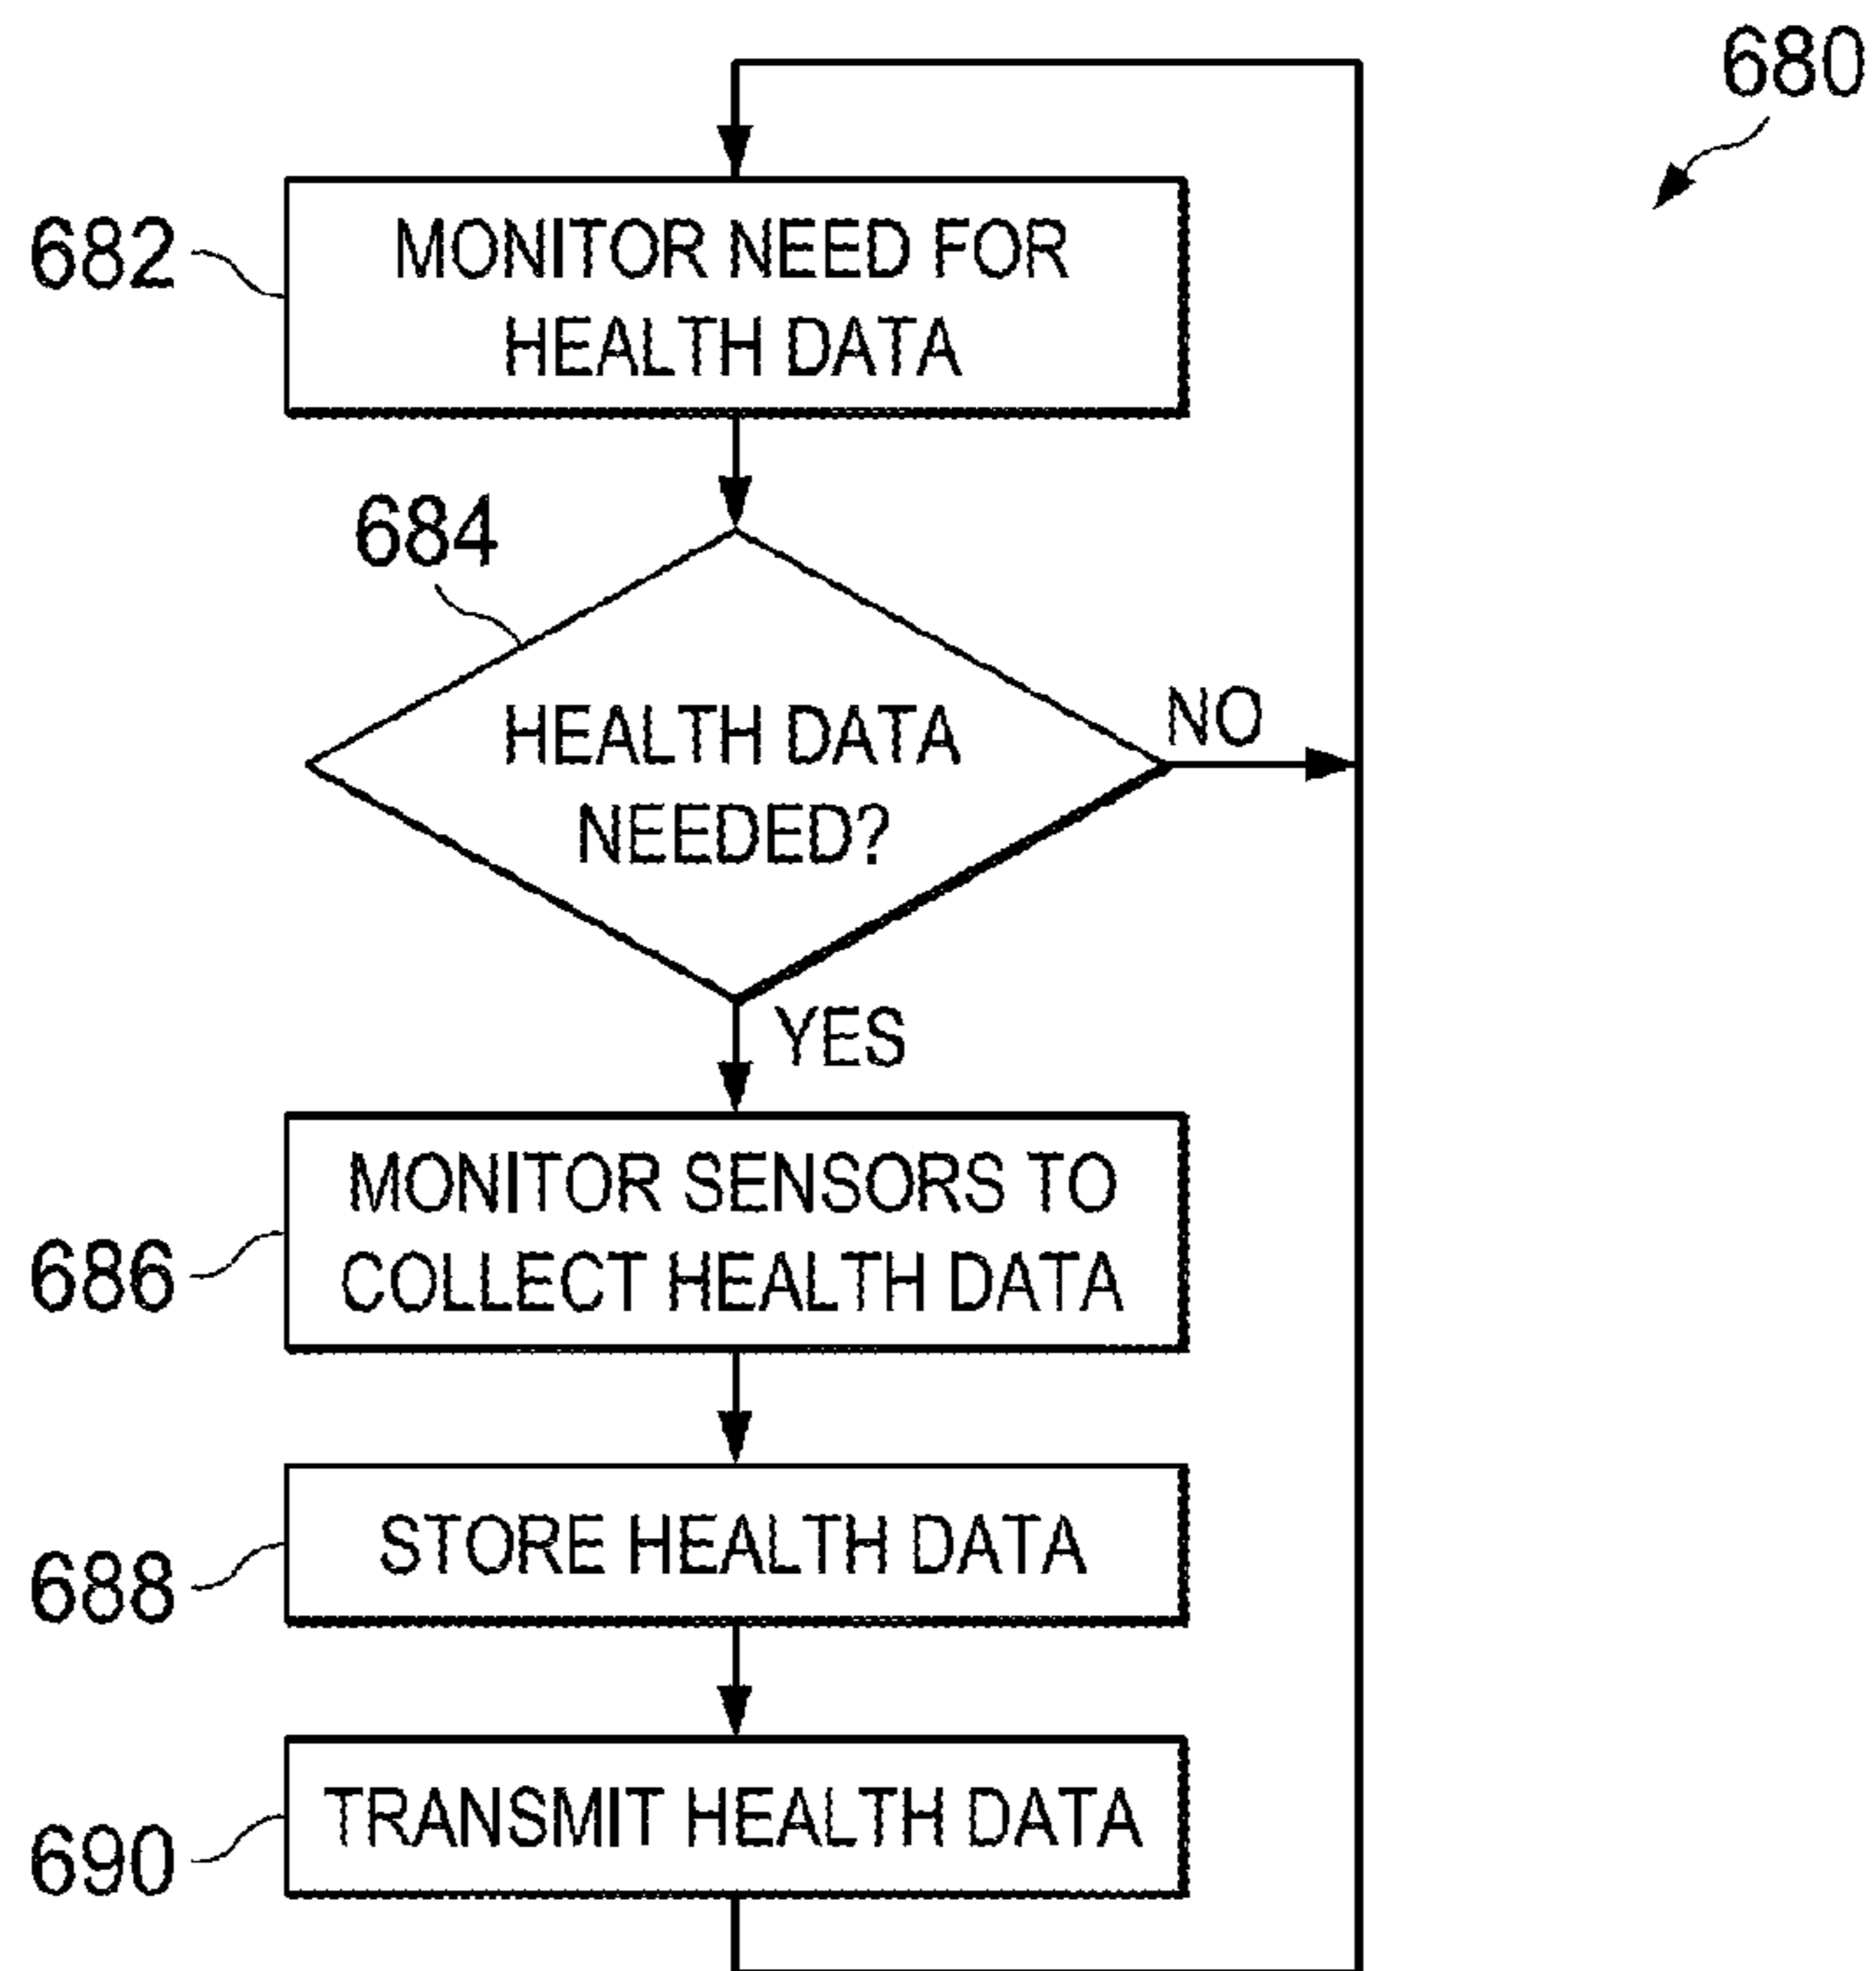 680
682
MONITOR NEED FOR
HEALTH DATA
684
HEALTH DATA
NEEDED?
NO
YES
686
MONITOR SENSORS TO
COLLECT HEALTH DATA
688
STORE HEALTH DATA
690
TRANSMIT HEALTH DATA